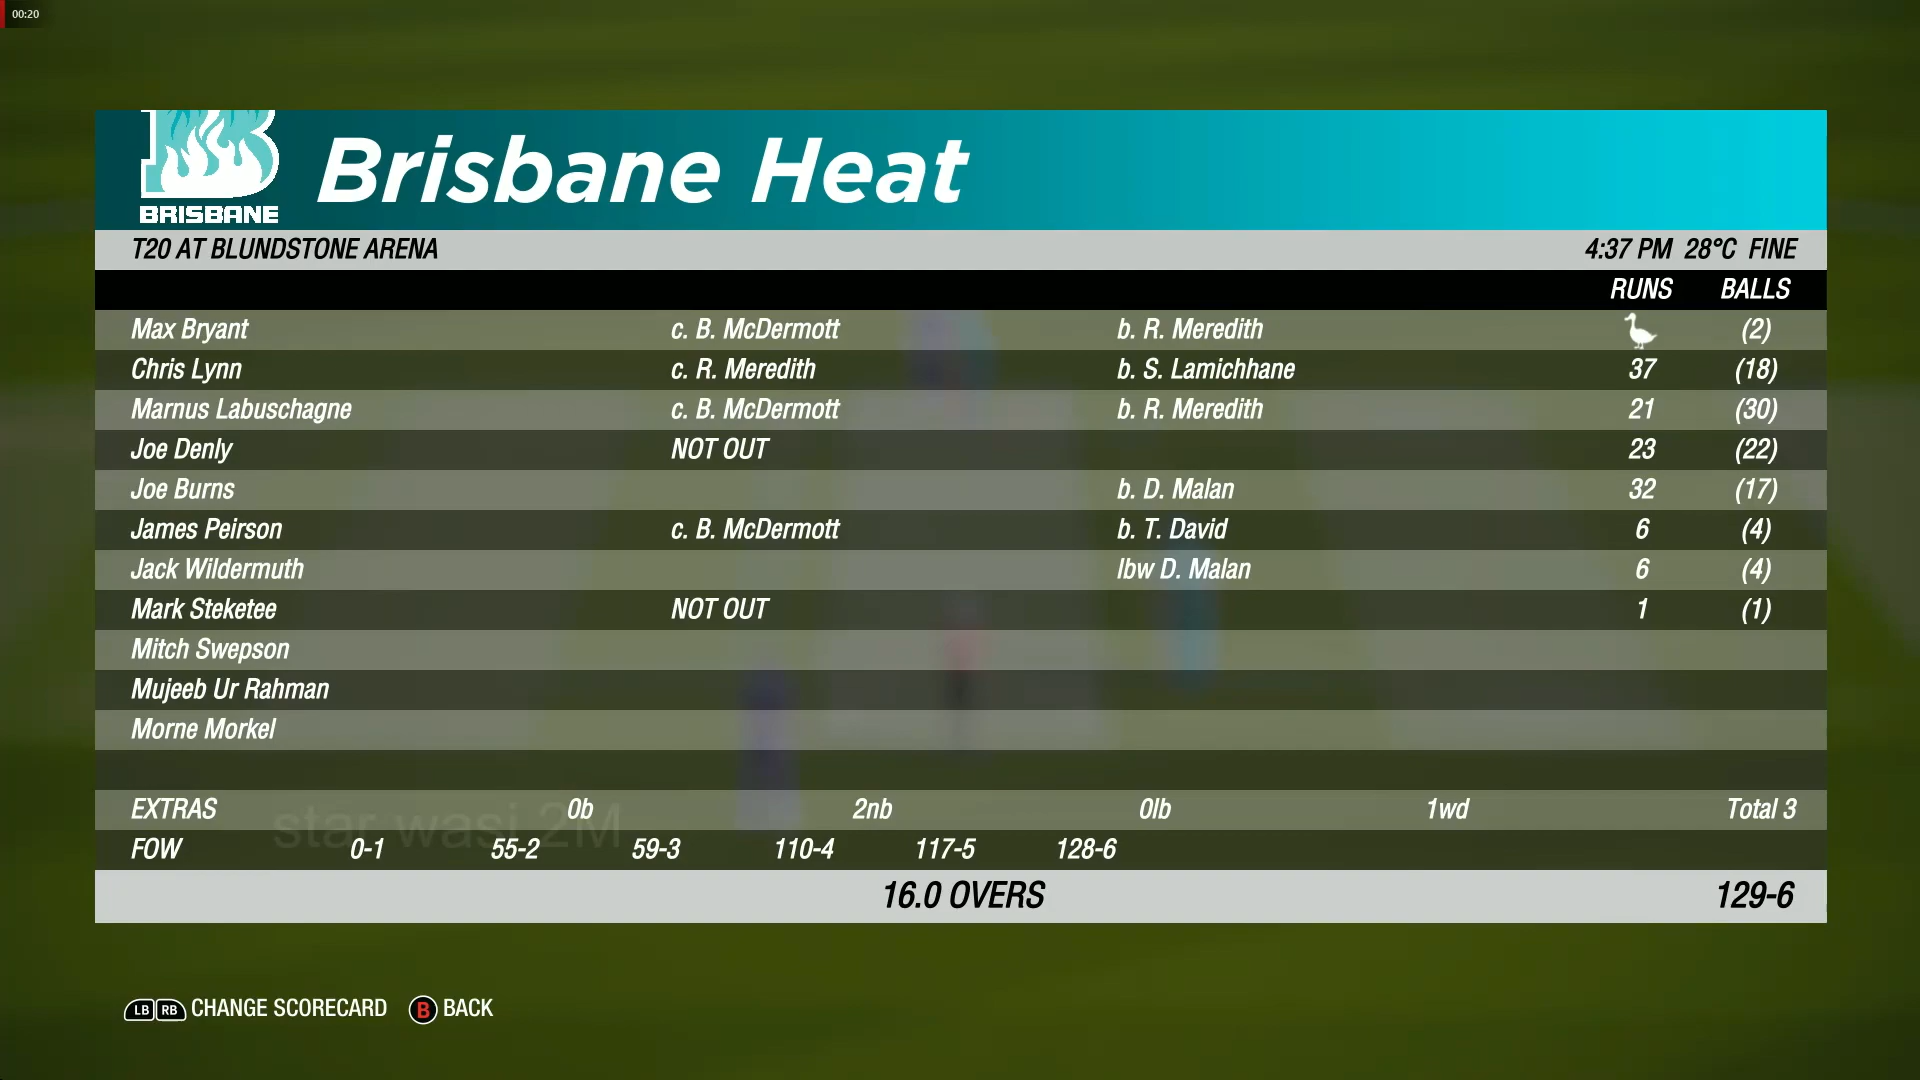 00:20
BRISBANE
Brisbane Heat
T20 AT BLUNDSTONE ARENA 4:37 PM 28°C FINE
RUNS BALLS
Max Bryant c. B. McDermott b. R. Meredith (2)
Chris Lynn c. R. Meredith b. S. Lamichhane 37 (18)
Marnus Labuschagne c. B. McDermott b. R. Meredith 21 (30)
Joe Denly NOT OUT 23 (22)
Joe Burns b. D. Malan 32 (17)
James Peirson c. B. McDermott b. T. David 6 (4)
Jack Wildermuth lbw D. Malan 6 (4)
Mark Steketee NOT OUT 1 (1)
Mitch Swepson
Mujeeb Ur Rahman
Morne Morkel
EXTRAS 0b 2nb 0lb 1wd Total 3
star wasi 2M
FOW 0-1 55-2 59-3 110-4 117-5 128-6
16.0 OVERS 129-6
LB RB CHANGE SCORECARD B BACK